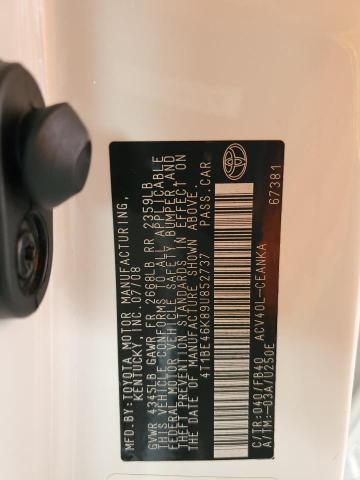 MFD.BY:TOYOTA MOTOR MANUFACTURING,
KENTUCKY, INC. 07/08
GVWR 4345LB GAWR FR 2668LB RR 2359LB
THIS VEHICLE CONFORMS TO ALL APPLICABLE
FEDERAL MOTOR VEHICLE SAFETY BUMPER, AND
THEFT PREVENTION STANDARDS IN EFFECT ON
THE DATE OF MANUFACTURE SHOWN ABOVE.
4T1BE46K89U852737 PASS.CAR
C/TR:040/FB40 ACV40L-CEANKA
A/TM:-03A/U250E 67381